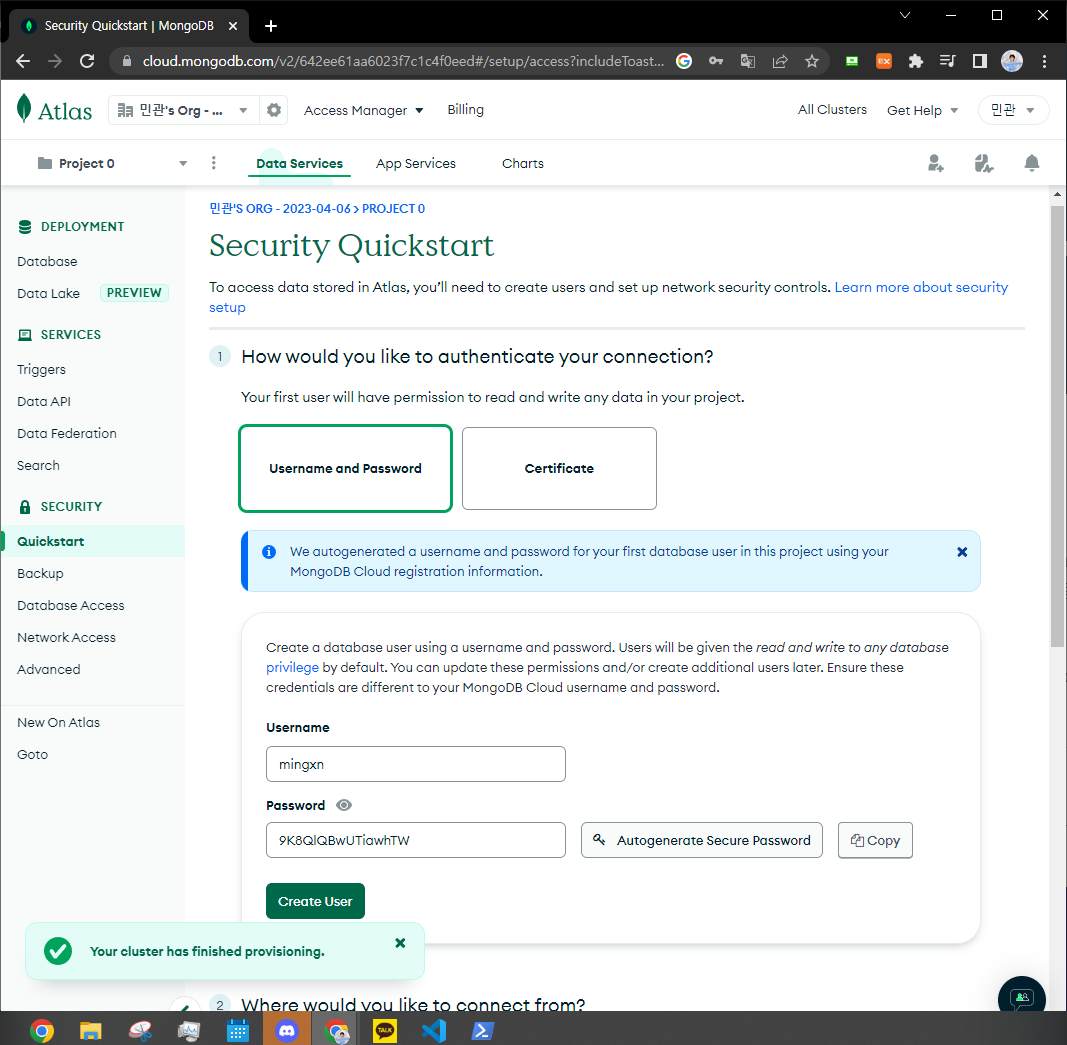 Security Quickstart | MongoDB
cloud.mongodb.com/v2/642ee61aa6023f7c1c4f0eed#/setup/access?includeToast...
Atlas
민관's Org - ...
Access Manager
Billing
All Clusters
Get Help
민관
Project 0
Data Services
App Services
Charts
DEPLOYMENT
Database
Data Lake PREVIEW
SERVICES
Triggers
Data API
Data Federation
Search
SECURITY
Quickstart
Backup
Database Access
Network Access
Advanced
New On Atlas
Goto
민관'S ORG - 2023-04-06 > PROJECT 0
Security Quickstart
To access data stored in Atlas, you’ll need to create users and set up network security controls. Learn more about security
setup
1 How would you like to authenticate your connection?
Your first user will have permission to read and write any data in your project.
Username and Password
Certificate
We autogenerated a username and password for your first database user in this project using your
MongoDB Cloud registration information.
Create a database user using a username and password. Users will be given the read and write to any database
privilege by default. You can update these permissions and/or create additional users later. Ensure these
credentials are different to your MongoDB Cloud username and password.
Username
mingxn
Password
9K8QlQBwUTiawhTW
Autogenerate Secure Password
Copy
Create User
Your cluster has finished provisioning.
2 Where would you like to connect from?
TALK